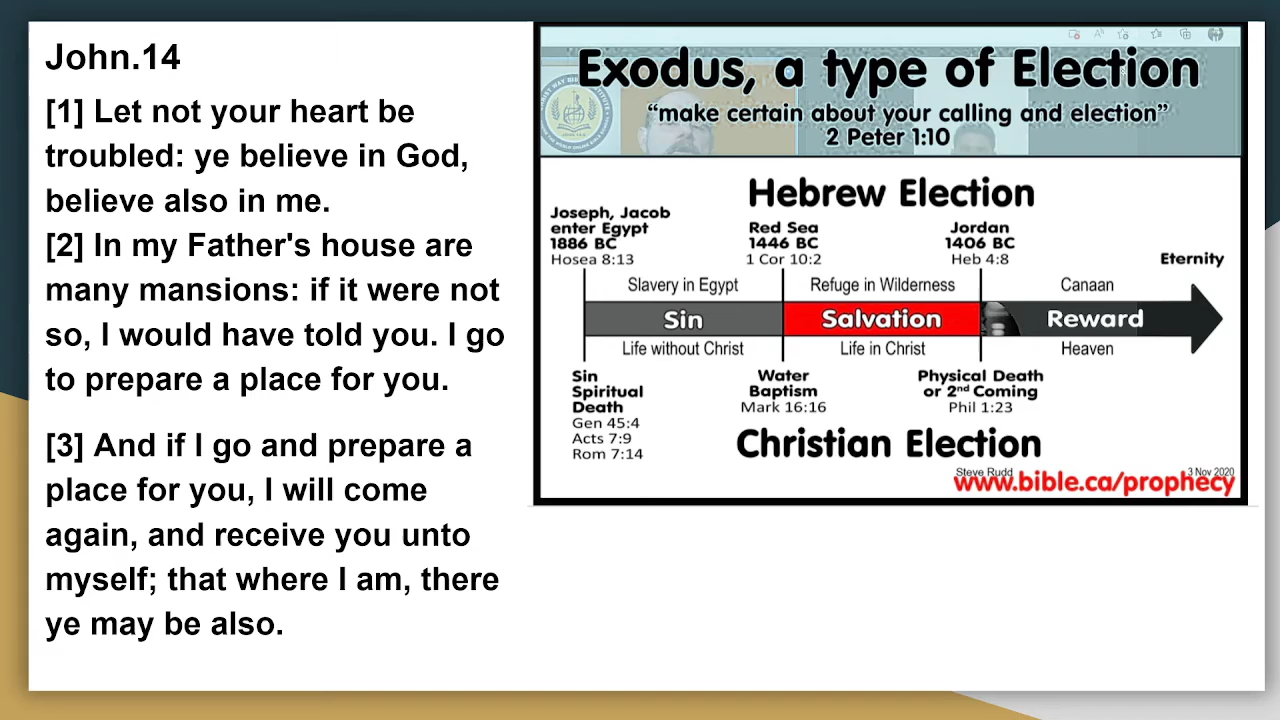 John.14
[1] Let not your heart be
troubled: ye believe in God,
believe also in me.
[2] In my Father's house are
many mansions: if it were not
so, I would have told you. I go
to prepare a place for you.
[3] And if I go and prepare a
place for you, I will come
again, and receive you unto
myself; that where I am, there
ye may be also.
Exodus, a type of Election
“make certain about your calling and election”
2 Peter 1:10
Hebrew Election
Joseph, Jacob
enter Egypt
1886 BC
Hosea 8:13
Red Sea
1446 BC
1 Cor 10:2
Jordan
1406 BC
Heb 4:8
Eternity
Slavery in Egypt
Refuge in Wilderness
Canaan
Sin
Salvation
Reward
Life without Christ
Life in Christ
Heaven
Sin
Spiritual
Death
Gen 45:4
Acts 7:9
Rom 7:14
Water
Baptism
Mark 16:16
Physical Death
or 2nd Coming
Phil 1:23
Christian Election
Steve Rudd
3 Nov 2020
www.bible.ca/prophecy